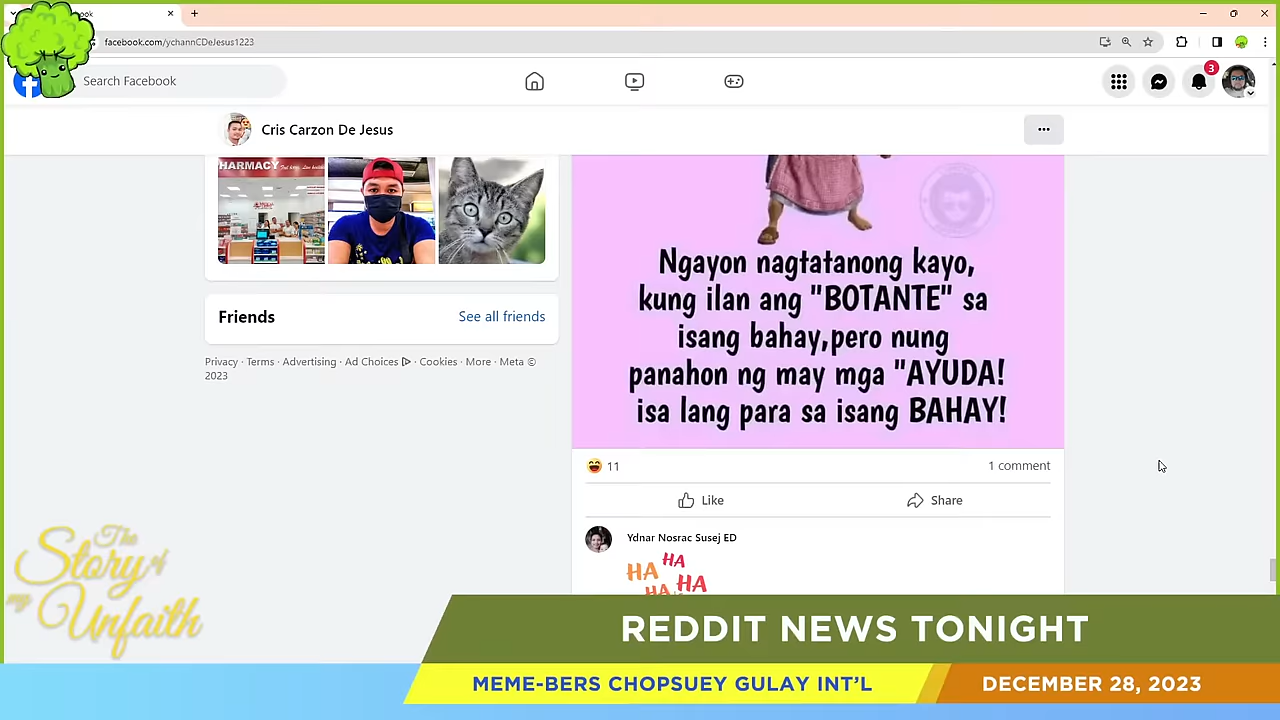 facebook.com/ychannCDeJesus1223
Search Facebook
3
Cris Carzon De Jesus
HARMACY
Friends
See all friends
Privacy · Terms · Advertising · Ad Choices · Cookies · More · Meta ©
2023
Ngayon nagtatanong kayo,
kung ilan ang "BOTANTE" sa
isang bahay,pero nung
panahon ng may mga "AYUDA!
isa lang para sa isang BAHAY!
11
1 comment
Like
Share
Ydnar Nosrac Susej ED
HA HA
HA HA
The
Story of
my Unfaith
REDDIT NEWS TONIGHT
MEME-BERS CHOPSUEY GULAY INT'L
DECEMBER 28, 2023